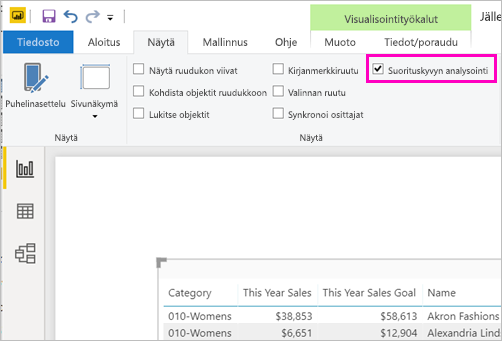 Visualisointityökalut
Jälle
Tiedosto Aloitus Näytä Mallinnus Ohje Muoto Tiedot/poraudu
Puhelinasettelu
Sivunäkymä
Näytä ruudukon viivat
Kohdista objektit ruudukkoon
Lukitse objektit
Kirjanmerkkiruutu
Valinnan ruutu
Synkronoi osittajat
Suorituskyvyn analysointi
Näytä
Näytä
Category This Year Sales This Year Sales Goal Name
010-Womens $38,853 $58,613 Akron Fashions
010-Womens $6,651 $12,904 Alexandria Lind